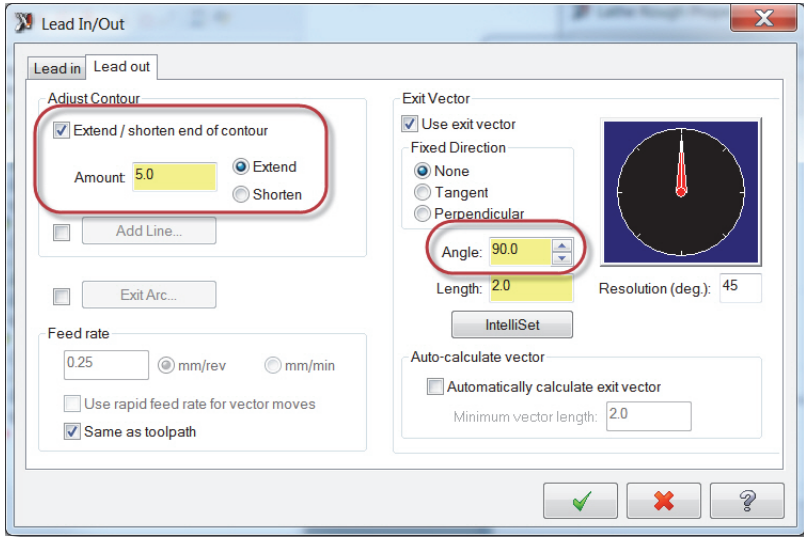 Lead In/Out
Lathe Rough Prope
Lead in Lead out
Adjust Contour
Extend / shorten end of contour
Amount: 5.0
Extend
Shorten
Add Line...
Exit Arc...
Feed rate
0.25 mm/rev mm/min
Use rapid feed rate for vector moves
Same as toolpath
Exit Vector
Use exit vector
Fixed Direction
None
Tangent
Perpendicular
Angle: 90.0
Length: 2.0
Resolution (deg.): 45
IntelliSet
Auto-calculate vector
Automatically calculate exit vector
Minimum vector length: 2.0